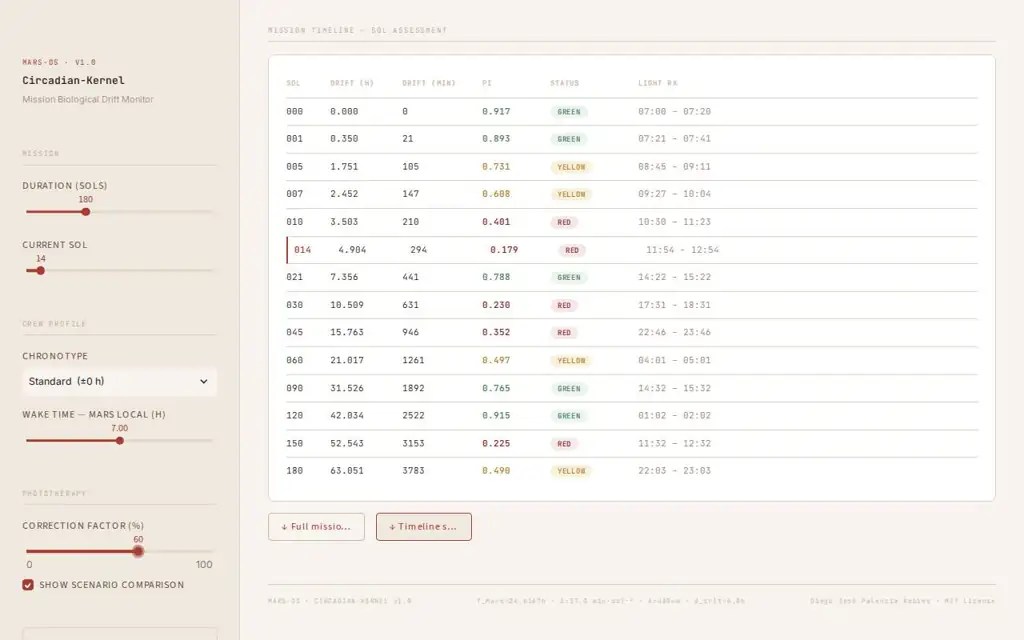 MARS-OS · V1.0
Circadian-Kernel
Mission Biological Drift Monitor
MISSION
DURATION (SOLS)
180
CURRENT SOL
14
CREW PROFILE
CHRONOTYPE
Standard (±0 h)
WAKE TIME — MARS LOCAL (H)
7.00
PHOTOTHERAPY
CORRECTION FACTOR (%)
60
0 100
SHOW SCENARIO COMPARISON
MISSION TIMELINE — SOL ASSESSMENT
SOL DRIFT (H) DRIFT (MIN) PI STATUS LIGHT RX
000 0.000 0 0.917 GREEN 07:00 – 07:20
001 0.350 21 0.893 GREEN 07:21 – 07:41
005 1.751 105 0.731 YELLOW 08:45 – 09:11
007 2.452 147 0.608 YELLOW 09:27 – 10:04
010 3.503 210 0.401 RED 10:30 – 11:23
014 4.904 294 0.179 RED 11:54 – 12:54
021 7.356 441 0.788 GREEN 14:22 – 15:22
030 10.509 631 0.230 RED 17:31 – 18:31
045 15.763 946 0.352 RED 22:46 – 23:46
060 21.017 1261 0.497 YELLOW 04:01 – 05:01
090 31.526 1892 0.765 GREEN 14:32 – 15:32
120 42.034 2522 0.915 GREEN 01:02 – 02:02
150 52.543 3153 0.225 RED 11:32 – 12:32
180 63.051 3783 0.490 YELLOW 22:03 – 23:03
↓ Full missio... ↓ Timeline s...
MARS-OS · CIRCADIAN-KERNEL v1.0
MIT License